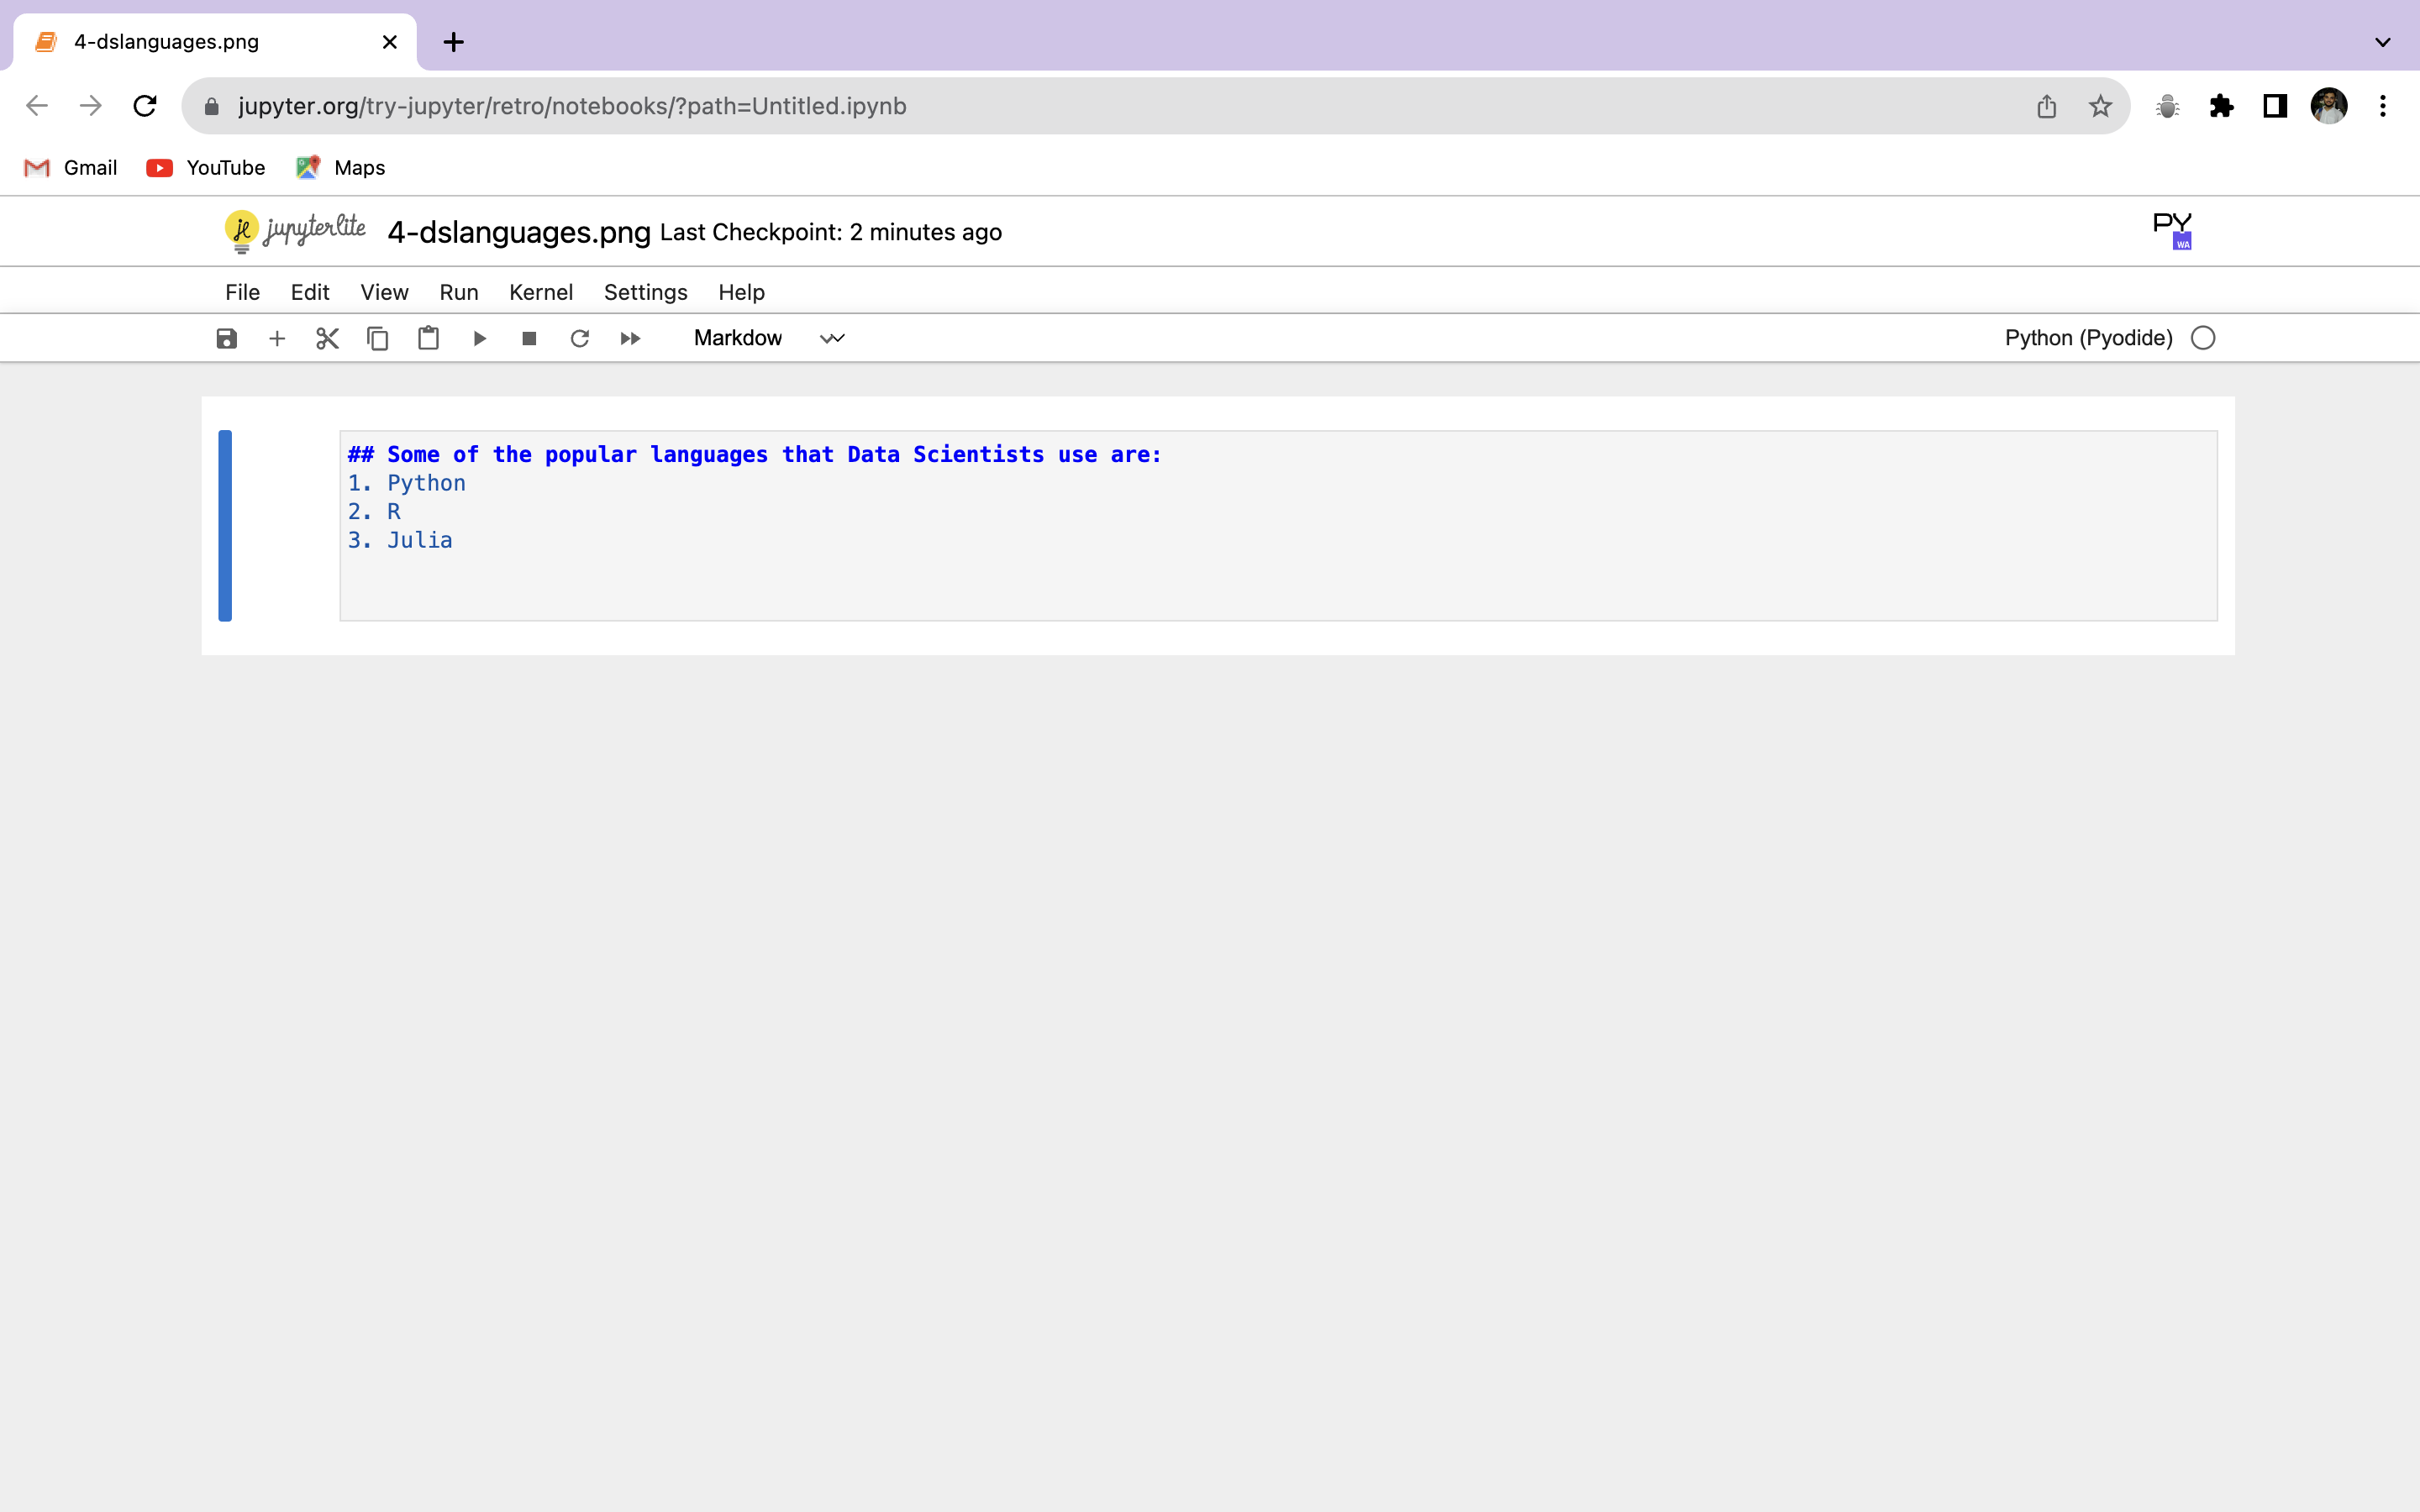 4-dslanguages.png
jupyter.org/try-jupyter/retro/notebooks/?path=Untitled.ipynb
Gmail YouTube Maps
jl jupyterlite 4-dslanguages.png Last Checkpoint: 2 minutes ago PY WA
File Edit View Run Kernel Settings Help
Markdow Python (Pyodide)
## Some of the popular languages that Data Scientists use are:
1. Python
2. R
3. Julia